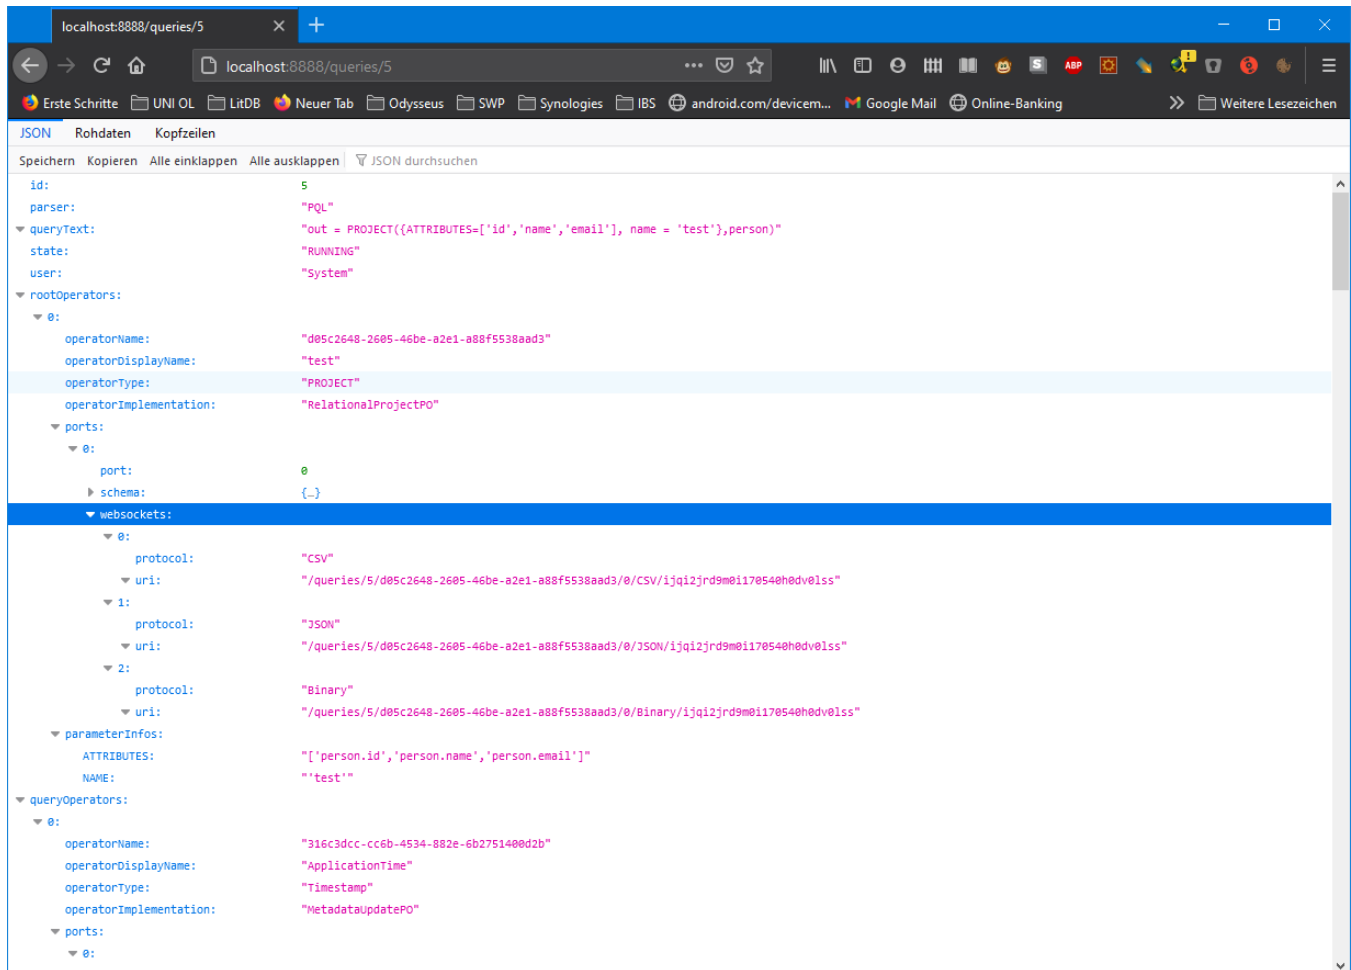 localhost:8888/queries/5
localhost:8888/queries/5
S ABP
Erste Schritte UNI OL LitDB Neuer Tab Odysseus SWP Synologies IBS android.com/devicem... Google Mail Online-Banking Weitere Lesezeichen
JSON Rohdaten Kopfzeilen
Speichern Kopieren Alle einklappen Alle ausklappen JSON durchsuchen
id: 5
parser: "PQL"
queryText: "out = PROJECT({ATTRIBUTES=['id','name','email'], name = 'test'},person)"
state: "RUNNING"
user: "System"
rootOperators:
0:
operatorName: "d05c2648-2605-46be-a2e1-a88f5538aad3"
operatorDisplayName: "test"
operatorType: "PROJECT"
operatorImplementation: "RelationalProjectPO"
ports:
0:
port: 0
schema: {…}
websockets:
0:
protocol: "CSV"
uri: "/queries/5/d05c2648-2605-46be-a2e1-a88f5538aad3/0/CSV/ijqi2jrd9m0i170540h0dv0lss"
1:
protocol: "JSON"
uri: "/queries/5/d05c2648-2605-46be-a2e1-a88f5538aad3/0/JSON/ijqi2jrd9m0i170540h0dv0lss"
2:
protocol: "Binary"
uri: "/queries/5/d05c2648-2605-46be-a2e1-a88f5538aad3/0/Binary/ijqi2jrd9m0i170540h0dv0lss"
parameterInfos:
ATTRIBUTES: "['person.id','person.name','person.email']"
NAME: "'test'"
queryOperators:
0:
operatorName: "316c3dcc-cc6b-4534-882e-6b2751400d2b"
operatorDisplayName: "ApplicationTime"
operatorType: "Timestamp"
operatorImplementation: "MetadataUpdatePO"
ports:
0: